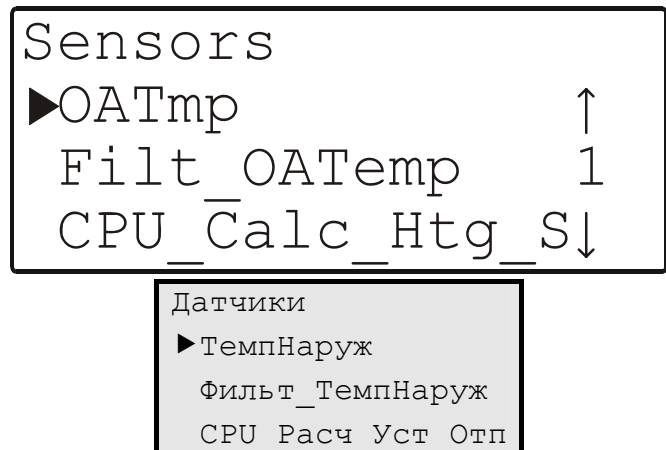 Sensors
▶OATmp ↑
Filt_OATemp 1
CPU_Calc_Htg_S↓
Датчики
▶ТемпНаруж
Фильт_ТемпНаруж
CPU Расч Уст Отп